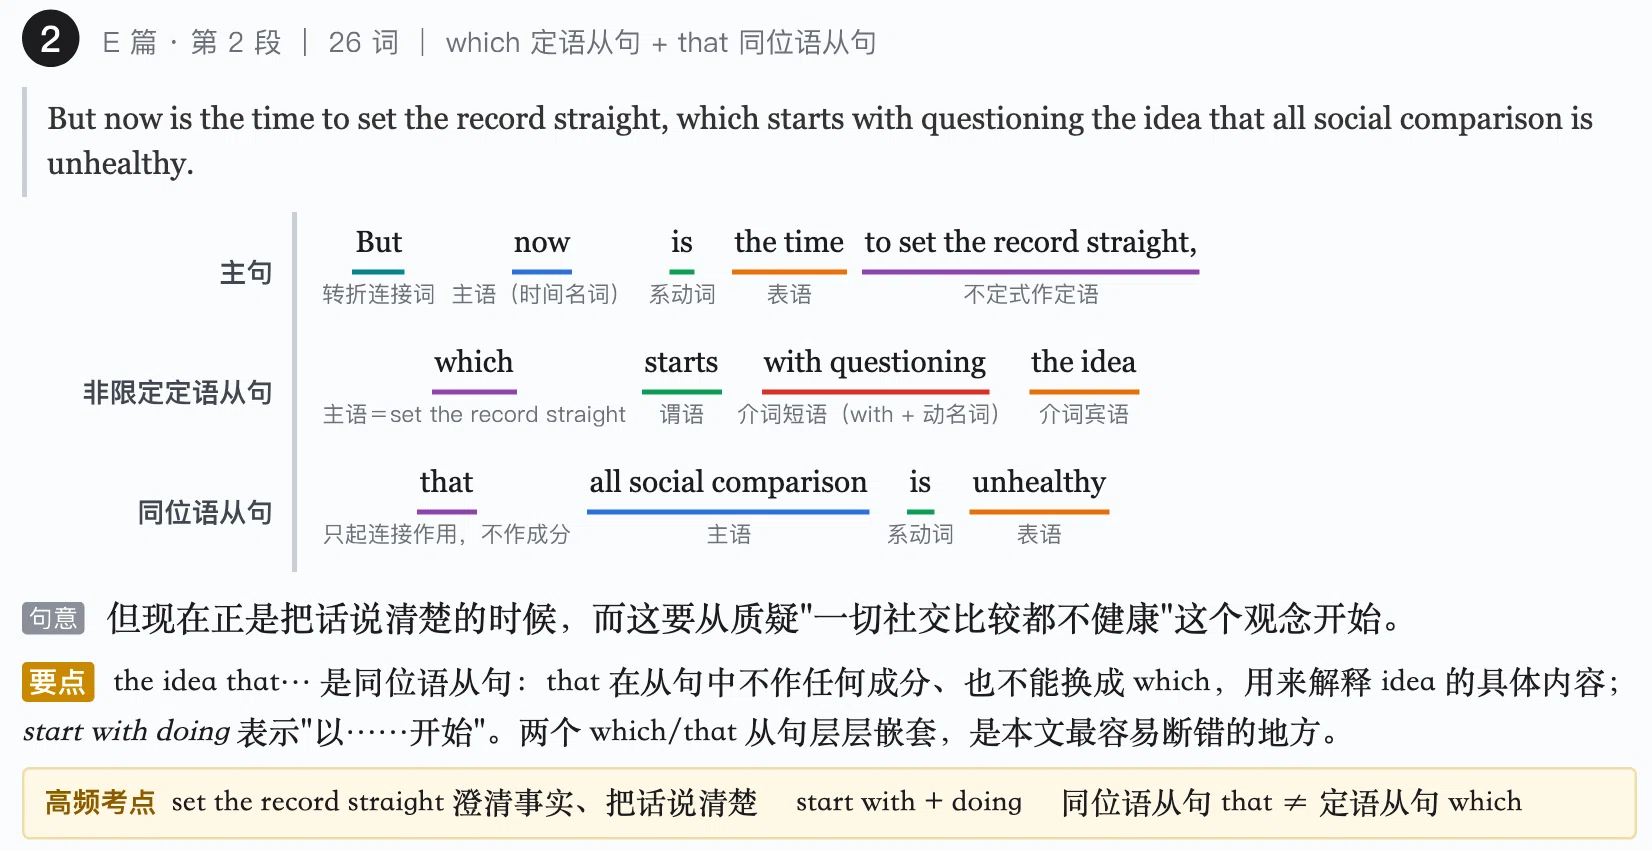 2 E 篇 · 第 2 段 | 26 词 | which 定语从句 + that 同位语从句
But now is the time to set the record straight, which starts with questioning the idea that all social comparison is
unhealthy.
But now is the time to set the record straight,
主句
转折连接词 主语（时间名词） 系动词 表语 不定式作定语
which starts with questioning the idea
非限定定语从句
主语＝set the record straight 谓语 介词短语（with + 动名词） 介词宾语
that all social comparison is unhealthy
同位语从句
只起连接作用，不作成分 主语 系动词 表语
句意 但现在正是把话说清楚的时候，而这要从质疑"一切社交比较都不健康"这个观念开始。
要点 the idea that… 是同位语从句：that 在从句中不作任何成分、也不能换成 which，用来解释 idea 的具体内容；
start with doing 表示"以……开始"。两个 which/that 从句层层嵌套，是本文最容易断错的地方。
高频考点 set the record straight 澄清事实、把话说清楚 start with + doing 同位语从句 that ≠ 定语从句 which